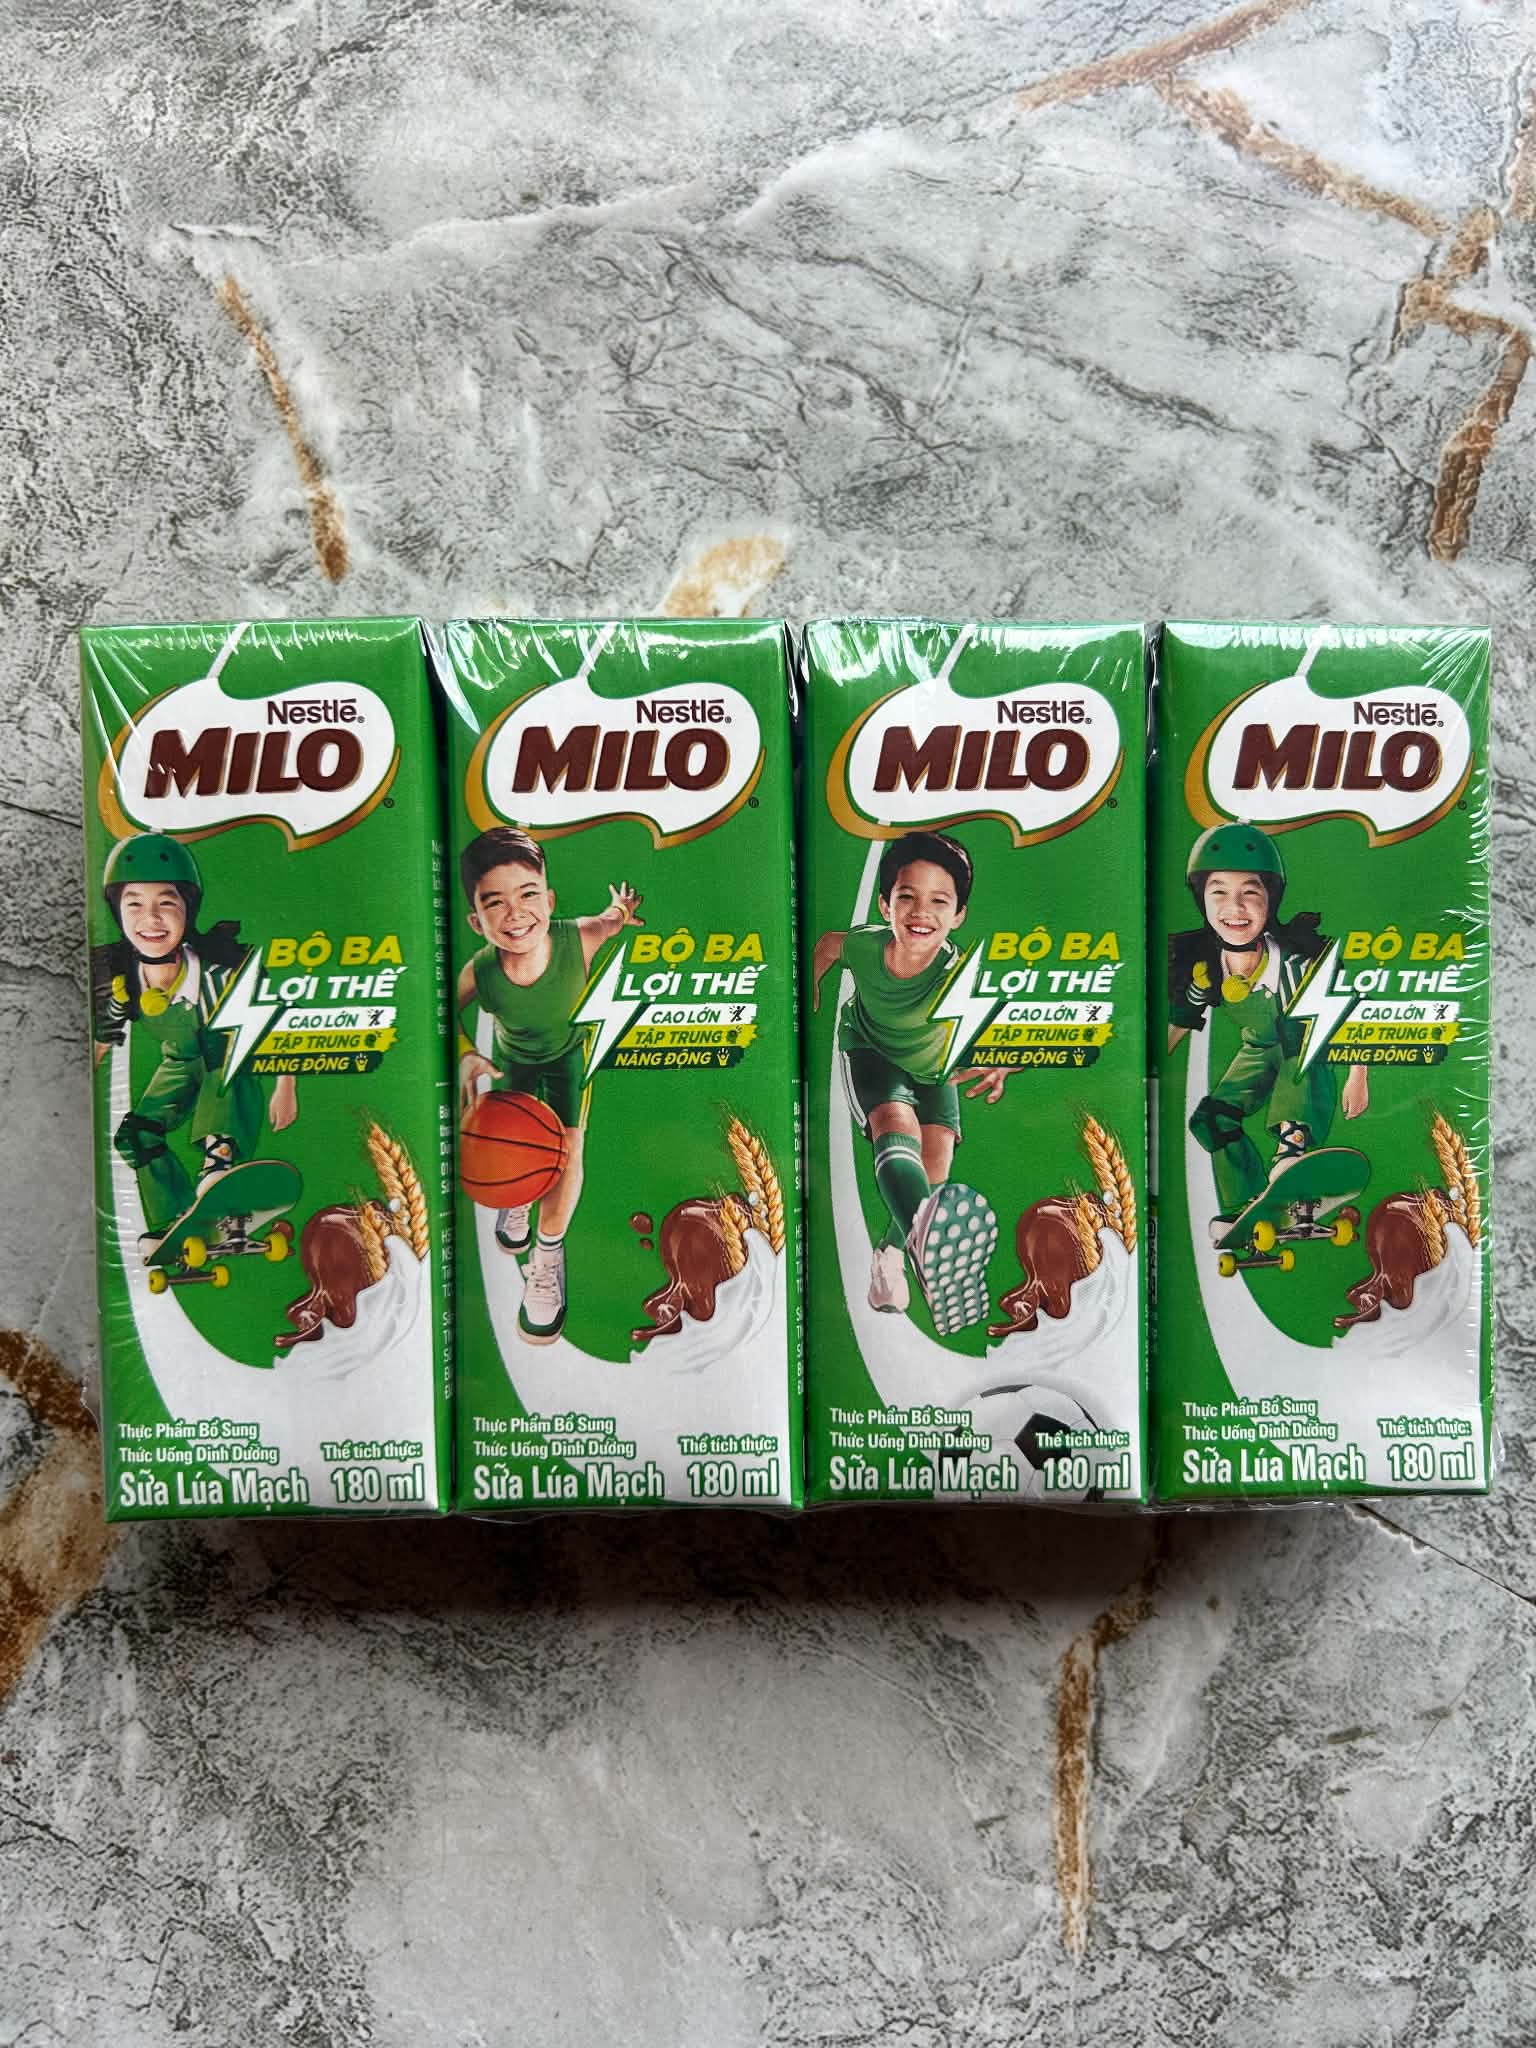 Nestlé®
MILO®
BỘ BA
LỢI THẾ
CAO LỚN
TẬP TRUNG
NĂNG ĐỘNG
Thực Phẩm Bổ Sung
Thức Uống Dinh Dưỡng
Sữa Lúa Mạch
Thể tích thực:
180 ml
Nestlé®
MILO®
BỘ BA
LỢI THẾ
CAO LỚN
TẬP TRUNG
NĂNG ĐỘNG
Thực Phẩm Bổ Sung
Thức Uống Dinh Dưỡng
Sữa Lúa Mạch
Thể tích thực:
180 ml
Nestlé®
MILO®
BỘ BA
LỢI THẾ
CAO LỚN
TẬP TRUNG
NĂNG ĐỘNG
Thực Phẩm Bổ Sung
Thức Uống Dinh Dưỡng
Sữa Lúa Mạch
Thể tích thực:
180 ml
Nestlé®
MILO®
BỘ BA
LỢI THẾ
CAO LỚN
TẬP TRUNG
NĂNG ĐỘNG
Thực Phẩm Bổ Sung
Thức Uống Dinh Dưỡng
Sữa Lúa Mạch
Thể tích thực:
180 ml